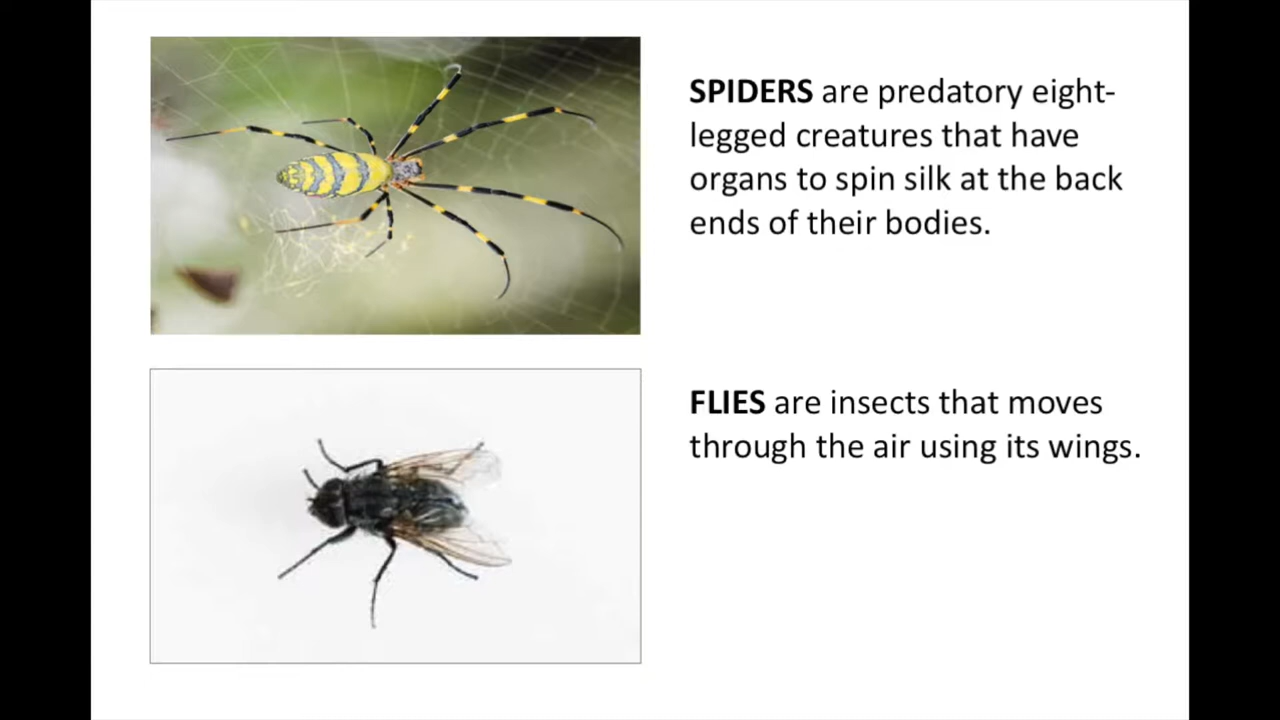 SPIDERS are predatory eight-
legged creatures that have
organs to spin silk at the back
ends of their bodies.
FLIES are insects that moves
through the air using its wings.